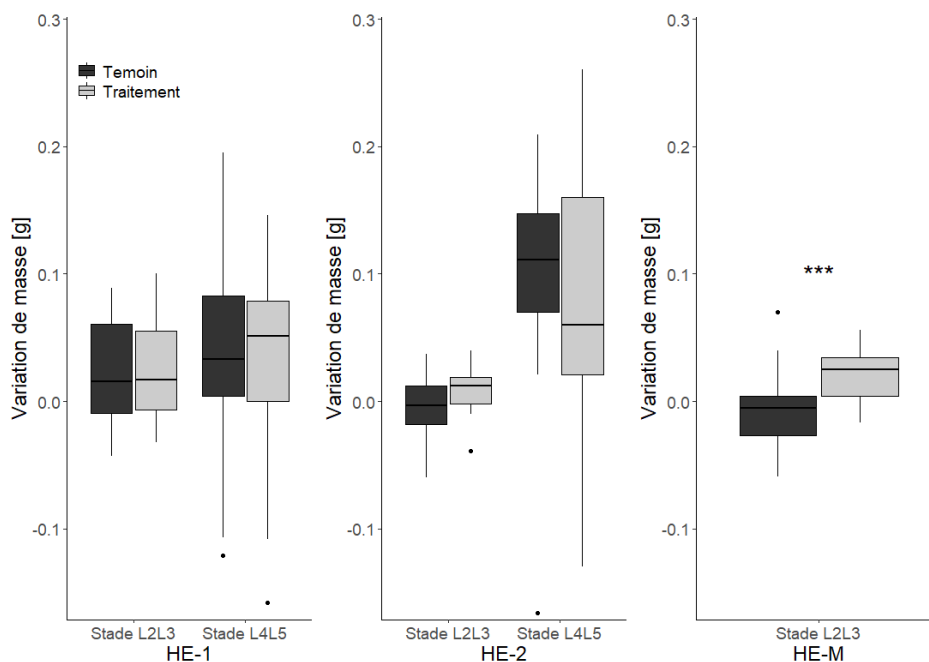 0.3
0.2
0.1
0.0
-0.1
Variation de masse [g]
Temoin
Traitement
Stade L2L3
Stade L4L5
HE-1
0.3
0.2
0.1
0.0
-0.1
Variation de masse [g]
Stade L2L3
Stade L4L5
HE-2
0.3
0.2
0.1
0.0
-0.1
Variation de masse [g]
***
Stade L2L3
HE-M